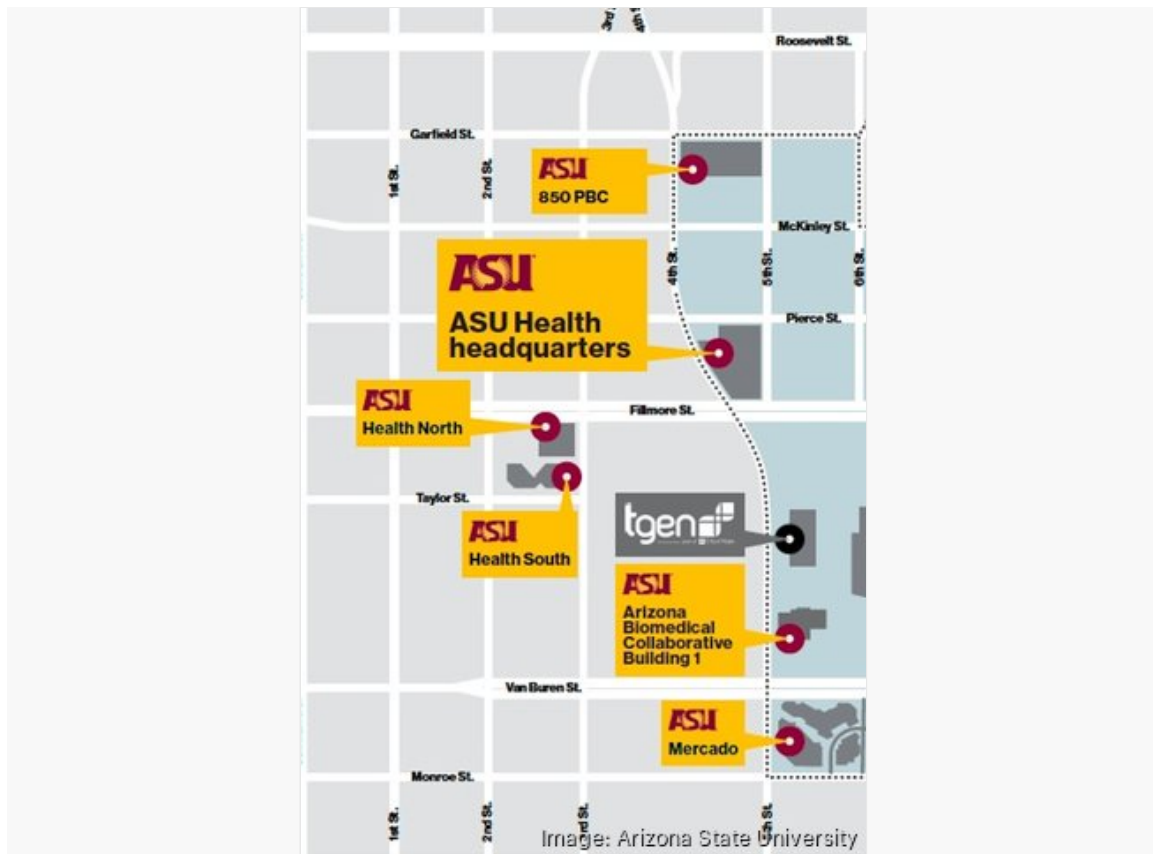 3rd
4th
Roosevelt St.
Garfield St.
1st St.
2nd St.
ASU
850 PBC
McKinley St.
4th St.
5th St.
6th St.
ASU
ASU Health
headquarters
Pierce St.
ASU
Health North
Fillmore St.
Taylor St.
ASU
Health South
tgen
ASU
Arizona
Biomedical
Collaborative
Building 1
Van Buren St.
ASU
Mercado
Monroe St.
1st St.
2nd St.
3rd St.
5th St.
Image: Arizona State University